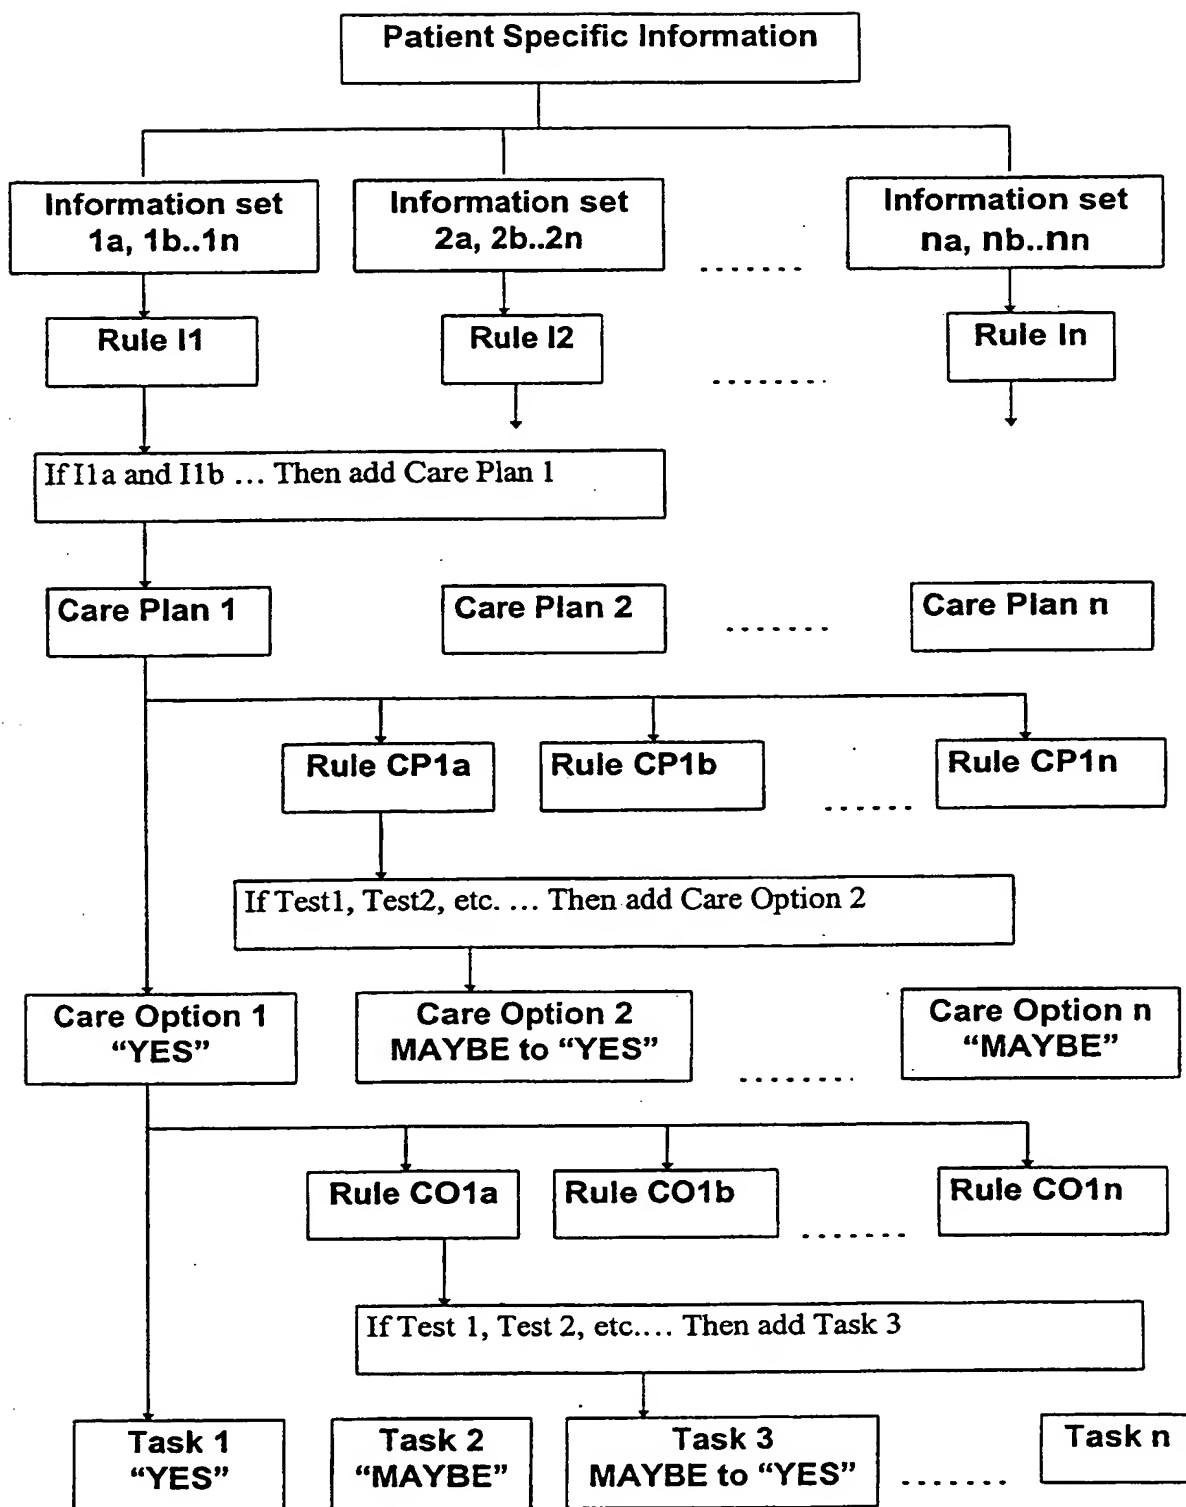 Patient Specific Information
Information set
1a, 1b..1n
Information set
2a, 2b..2n
Information set
na, nb..nn
Rule I1
Rule I2
Rule In
If I1a and I1b ... Then add Care Plan 1
Care Plan 1
Care Plan 2
Care Plan n
Rule CP1a
Rule CP1b
Rule CP1n
If Test1, Test2, etc. ... Then add Care Option 2
Care Option 1
“YES”
Care Option 2
MAYBE to “YES”
Care Option n
“MAYBE”
Rule CO1a
Rule CO1b
Rule CO1n
If Test 1, Test 2, etc.... Then add Task 3
Task 1
“YES”
Task 2
“MAYBE”
Task 3
MAYBE to “YES”
Task n